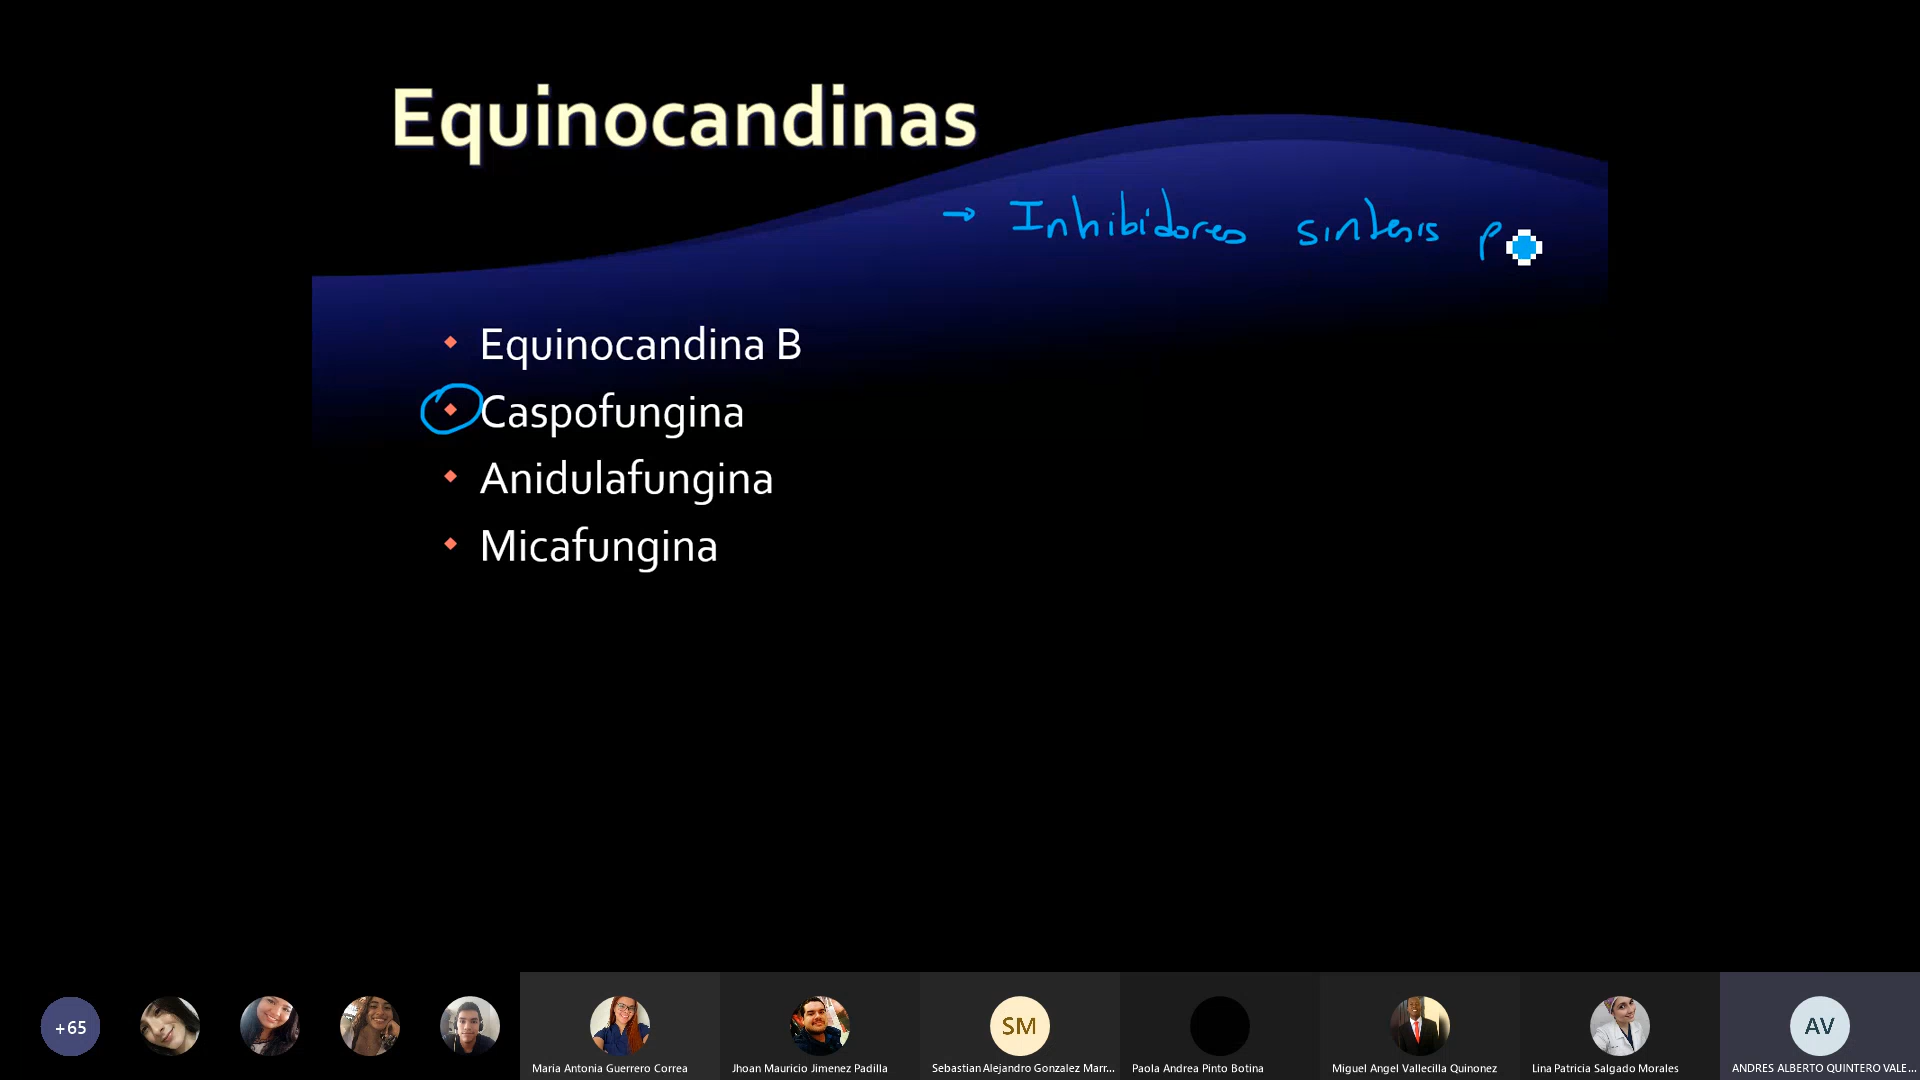 Equinocandinas
→ Inhibidores sintesis p
Equinocandina B
Caspofungina
Anidulafungina
Micafungina
+65
SM
AV
Maria Antonia Guerrero Correa
Jhoan Mauricio Jimenez Padilla
Sebastian Alejandro Gonzalez Marr...
Paola Andrea Pinto Botina
Miguel Angel Vallecilla Quinonez
Lina Patricia Salgado Morales
ANDRES ALBERTO QUINTERO VALE...